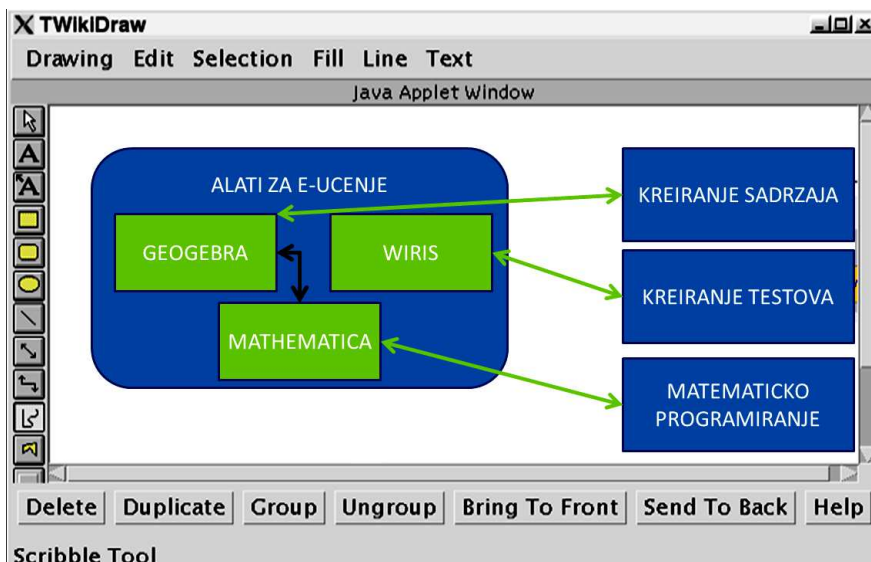 TWikiDraw
Drawing Edit Selection Fill Line Text
Java Applet Window
A
A
ALATI ZA E-UCENJE
GEOGEBRA
WIRIS
MATHEMATICA
KREIRANJE SADRZAJA
KREIRANJE TESTOVA
MATEMATICKO
PROGRAMIRANJE
Delete Duplicate Group Ungroup Bring To Front Send To Back Help
Scribble Tool